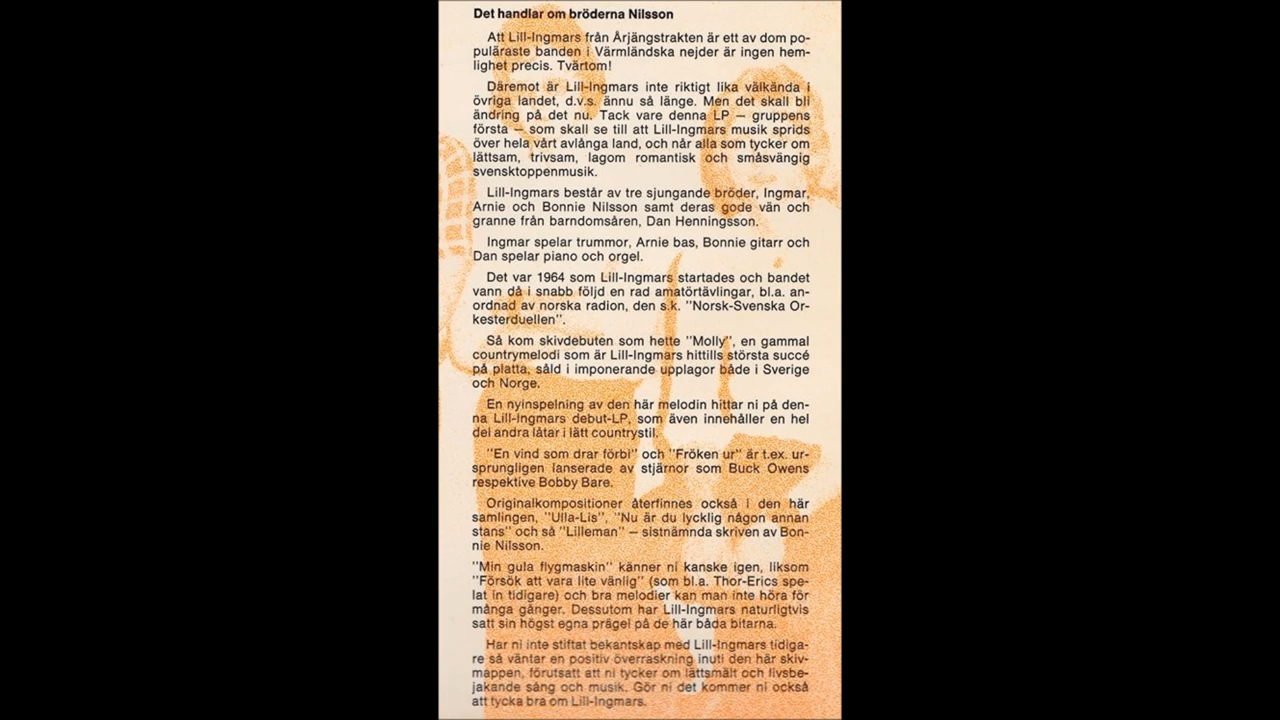 Det handlar om bröderna Nilsson
Att Lill-Ingmars från Årjängstrakten är ett av dom po-
puläraste banden i Värmländska nejder är ingen hem-
lighet precis. Tvärtom!
Däremot är Lill-Ingmars inte riktigt lika välkända i
övriga landet, d.v.s. ännu så länge. Men det skall bli
ändring på det nu. Tack vare denna LP – gruppens
första – som skall se till att Lill-Ingmars musik sprids
över hela vårt avlånga land, och når alla som tycker om
lättsam, trivsam, lagom romantisk och småsvängig
svensktoppenmusik.
Lill-Ingmars består av tre sjungande bröder, Ingmar,
Arnie och Bonnie Nilsson samt deras gode vän och
granne från barndomsåren, Dan Henningsson.
Ingmar spelar trummor, Arnie bas, Bonnie gitarr och
Dan spelar piano och orgel.
Det var 1964 som Lill-Ingmars startades och bandet
vann då i snabb följd en rad amatörtävlingar, bl.a. an-
ordnad av norska radion, den s.k. "Norsk-Svenska Or-
kesterduellen".
Så kom skivdebuten som hette "Molly", en gammal
countrymelodi som är Lill-Ingmars hittills största succé
på platta, såld i imponerande upplagor både i Sverige
och Norge.
En nyinspelning av den här melodin hittar ni på den-
na Lill-Ingmars debut-LP, som även innehåller en hel
del andra låtar i lätt countrystil.
"En vind som drar förbi" och "Fröken ur" är t.ex. ur-
sprungligen lanserade av stjärnor som Buck Owens
respektive Bobby Bare.
Originalkompositioner återfinnes också i den här
samlingen, "Ulla-Lis", "Nu är du lycklig någon annan
stans" och så "Lilleman" – sistnämnda skriven av Bon-
nie Nilsson.
"Min gula flygmaskin" känner ni kanske igen, liksom
"Försök att vara lite vänlig" (som bl.a. Thor-Erics spe-
lat in tidigare) och bra melodier kan man inte höra för
många gånger. Dessutom har Lill-Ingmars naturligtvis
satt sin högst egna prägel på de här båda bitarna.
Har ni inte stiftat bekantskap med Lill-Ingmars tidiga-
re så väntar en positiv överraskning inuti den här skiv-
mappen, förutsatt att ni tycker om lättsmält och livsbe-
jakande sång och musik. Gör ni det kommer ni också
att tycka bra om Lill-Ingmars.